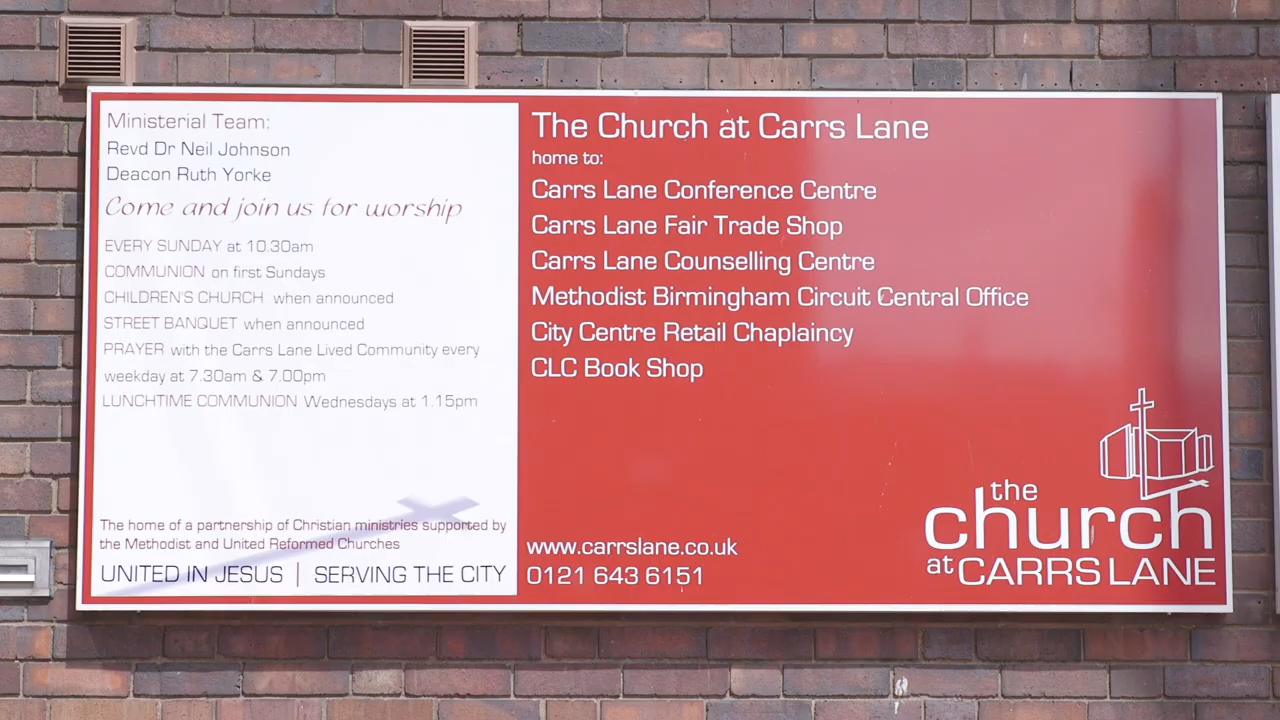 Ministerial Team:
Revd Dr Neil Johnson
Deacon Ruth Yorke
Come and join us for worship
EVERY SUNDAY at 10.30am
COMMUNION on first Sundays
CHILDREN'S CHURCH when announced
STREET BANQUET when announced
PRAYER with the Carrs Lane Lived Community every
weekday at 7.30am & 7.00pm
LUNCHTIME COMMUNION Wednesdays at 1.15pm
The home of a partnership of Christian ministries supported by
the Methodist and United Reformed Churches
UNITED IN JESUS | SERVING THE CITY
The Church at Carrs Lane
home to:
Carrs Lane Conference Centre
Carrs Lane Fair Trade Shop
Carrs Lane Counselling Centre
Methodist Birmingham Circuit Central Office
City Centre Retail Chaplaincy
CLC Book Shop
www.carrslane.co.uk
0121 643 6151
the
church
at CARRS LANE